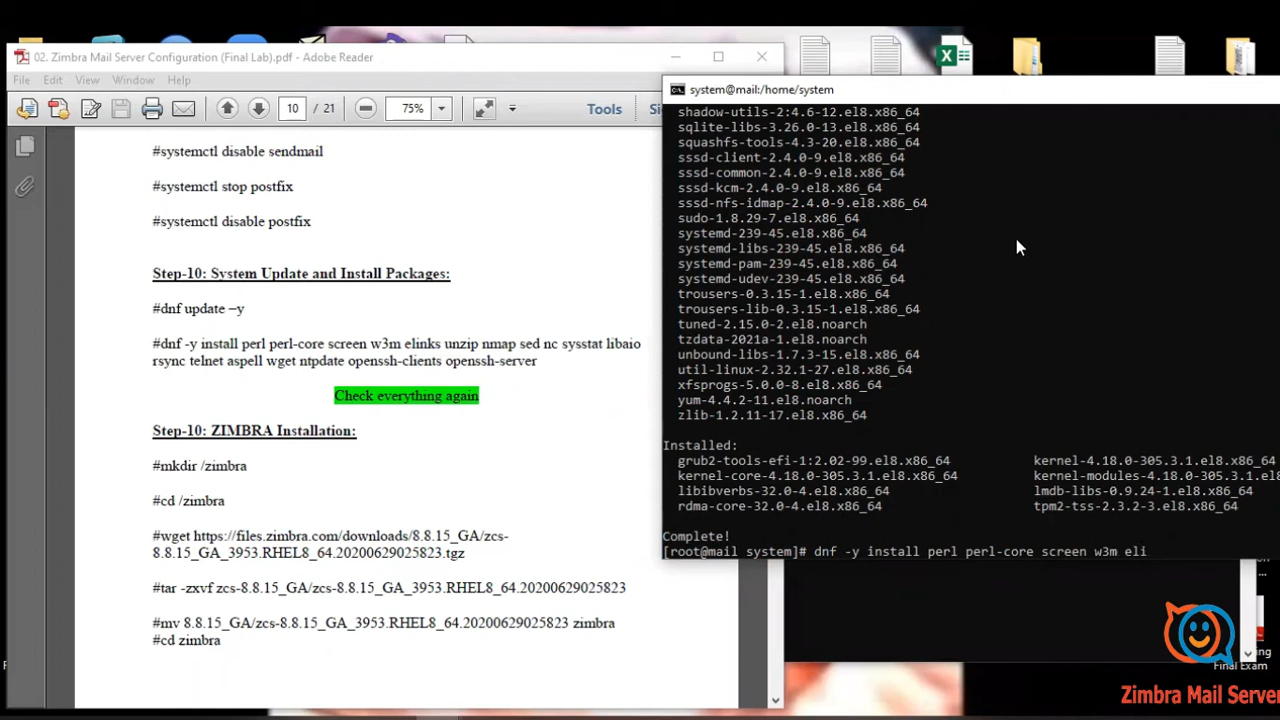 02. Zimbra Mail Server Configuration (Final Lab).pdf - Adobe Reader
File Edit View Window Help
10 / 21 75% Tools
#systemctl disable sendmail
#systemctl stop postfix
#systemctl disable postfix
Step-10: System Update and Install Packages:
#dnf update –y
#dnf -y install perl perl-core screen w3m elinks unzip nmap sed nc sysstat libaio
rsync telnet aspell wget ntpdate openssh-clients openssh-server
Check everything again
Step-10: ZIMBRA Installation:
#mkdir /zimbra
#cd /zimbra
#wget https://files.zimbra.com/downloads/8.8.15_GA/zcs-
8.8.15_GA_3953.RHEL8_64.20200629025823.tgz
#tar -zxvf zcs-8.8.15_GA/zcs-8.8.15_GA_3953.RHEL8_64.20200629025823
#mv 8.8.15_GA/zcs-8.8.15_GA_3953.RHEL8_64.20200629025823 zimbra
#cd zimbra
system@mail:/home/system
shadow-utils-2:4.6-12.el8.x86_64
sqlite-libs-3.26.0-13.el8.x86_64
squashfs-tools-4.3-20.el8.x86_64
sssd-client-2.4.0-9.el8.x86_64
sssd-common-2.4.0-9.el8.x86_64
sssd-kcm-2.4.0-9.el8.x86_64
sssd-nfs-idmap-2.4.0-9.el8.x86_64
sudo-1.8.29-7.el8.x86_64
systemd-239-45.el8.x86_64
systemd-libs-239-45.el8.x86_64
systemd-pam-239-45.el8.x86_64
systemd-udev-239-45.el8.x86_64
trousers-0.3.15-1.el8.x86_64
trousers-lib-0.3.15-1.el8.x86_64
tuned-2.15.0-2.el8.noarch
tzdata-2021a-1.el8.noarch
unbound-libs-1.7.3-15.el8.x86_64
util-linux-2.32.1-27.el8.x86_64
xfsprogs-5.0.0-8.el8.x86_64
yum-4.4.2-11.el8.noarch
zlib-1.2.11-17.el8.x86_64
Installed:
grub2-tools-efi-1:2.02-99.el8.x86_64 kernel-4.18.0-305.3.1.el8.x86_64
kernel-core-4.18.0-305.3.1.el8.x86_64 kernel-modules-4.18.0-305.3.1.el8
libibverbs-32.0-4.el8.x86_64 lmdb-libs-0.9.24-1.el8.x86_64
rdma-core-32.0-4.el8.x86_64 tpm2-tss-2.3.2-3.el8.x86_64
Complete!
[root@mail system]# dnf -y install perl perl-core screen w3m eli
Final Exam
Zimbra Mail Server